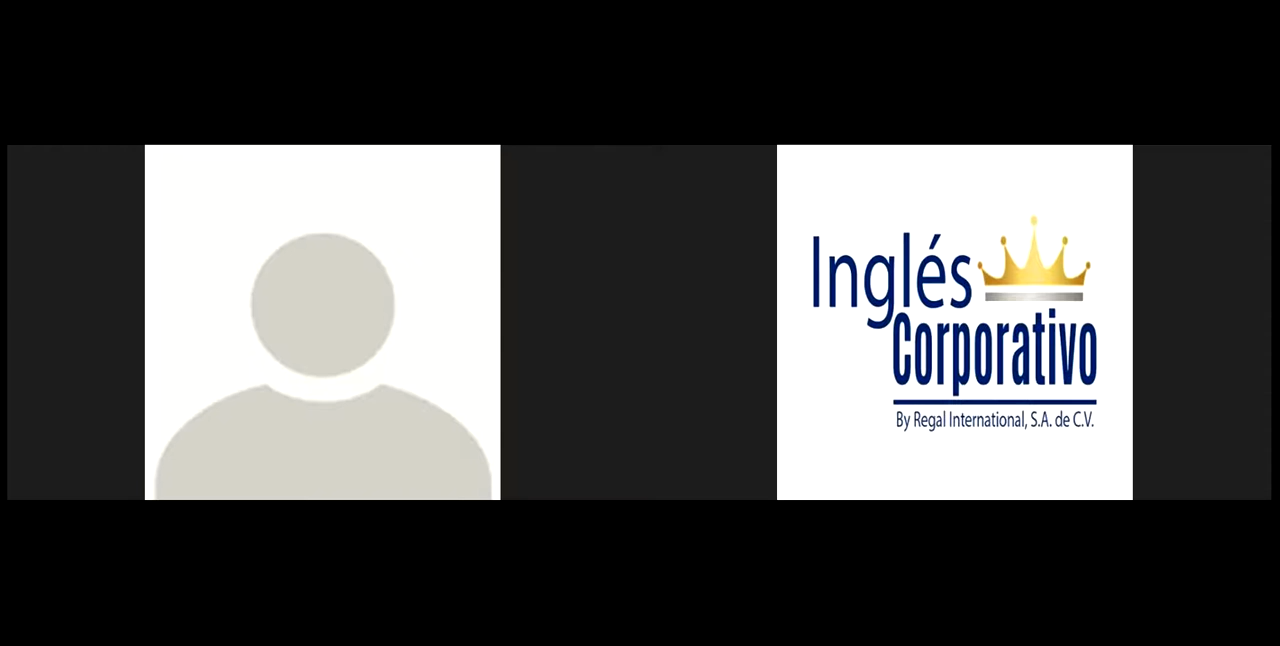 Inglés
Corporativo
By Regal International, S.A. de C.V.